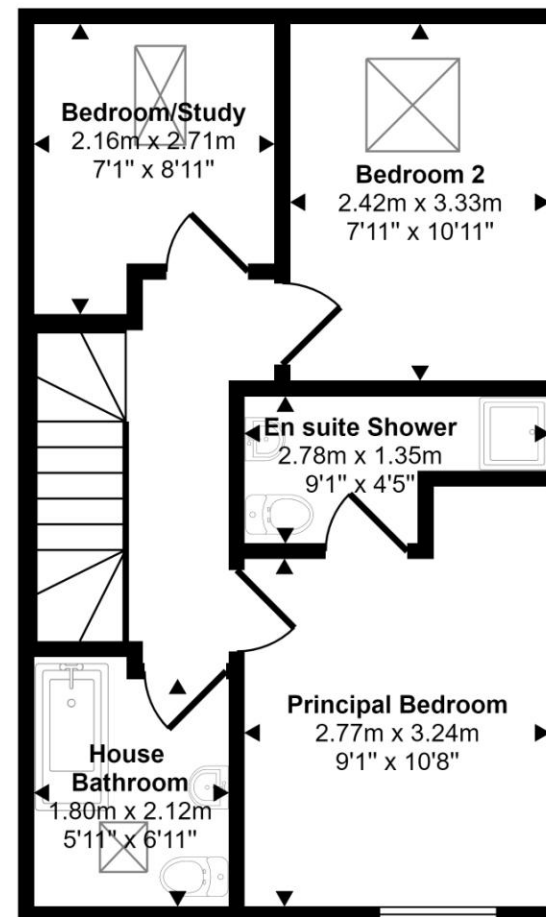 Bedroom/Study
2.16m x 2.71m
7'1" x 8'11"
Bedroom 2
2.42m x 3.33m
7'11" x 10'11"
En suite Shower
2.78m x 1.35m
9'1" x 4'5"
Principal Bedroom
2.77m x 3.24m
9'1" x 10'8"
House
Bathroom
1.80m x 2.12m
5'11" x 6'11"